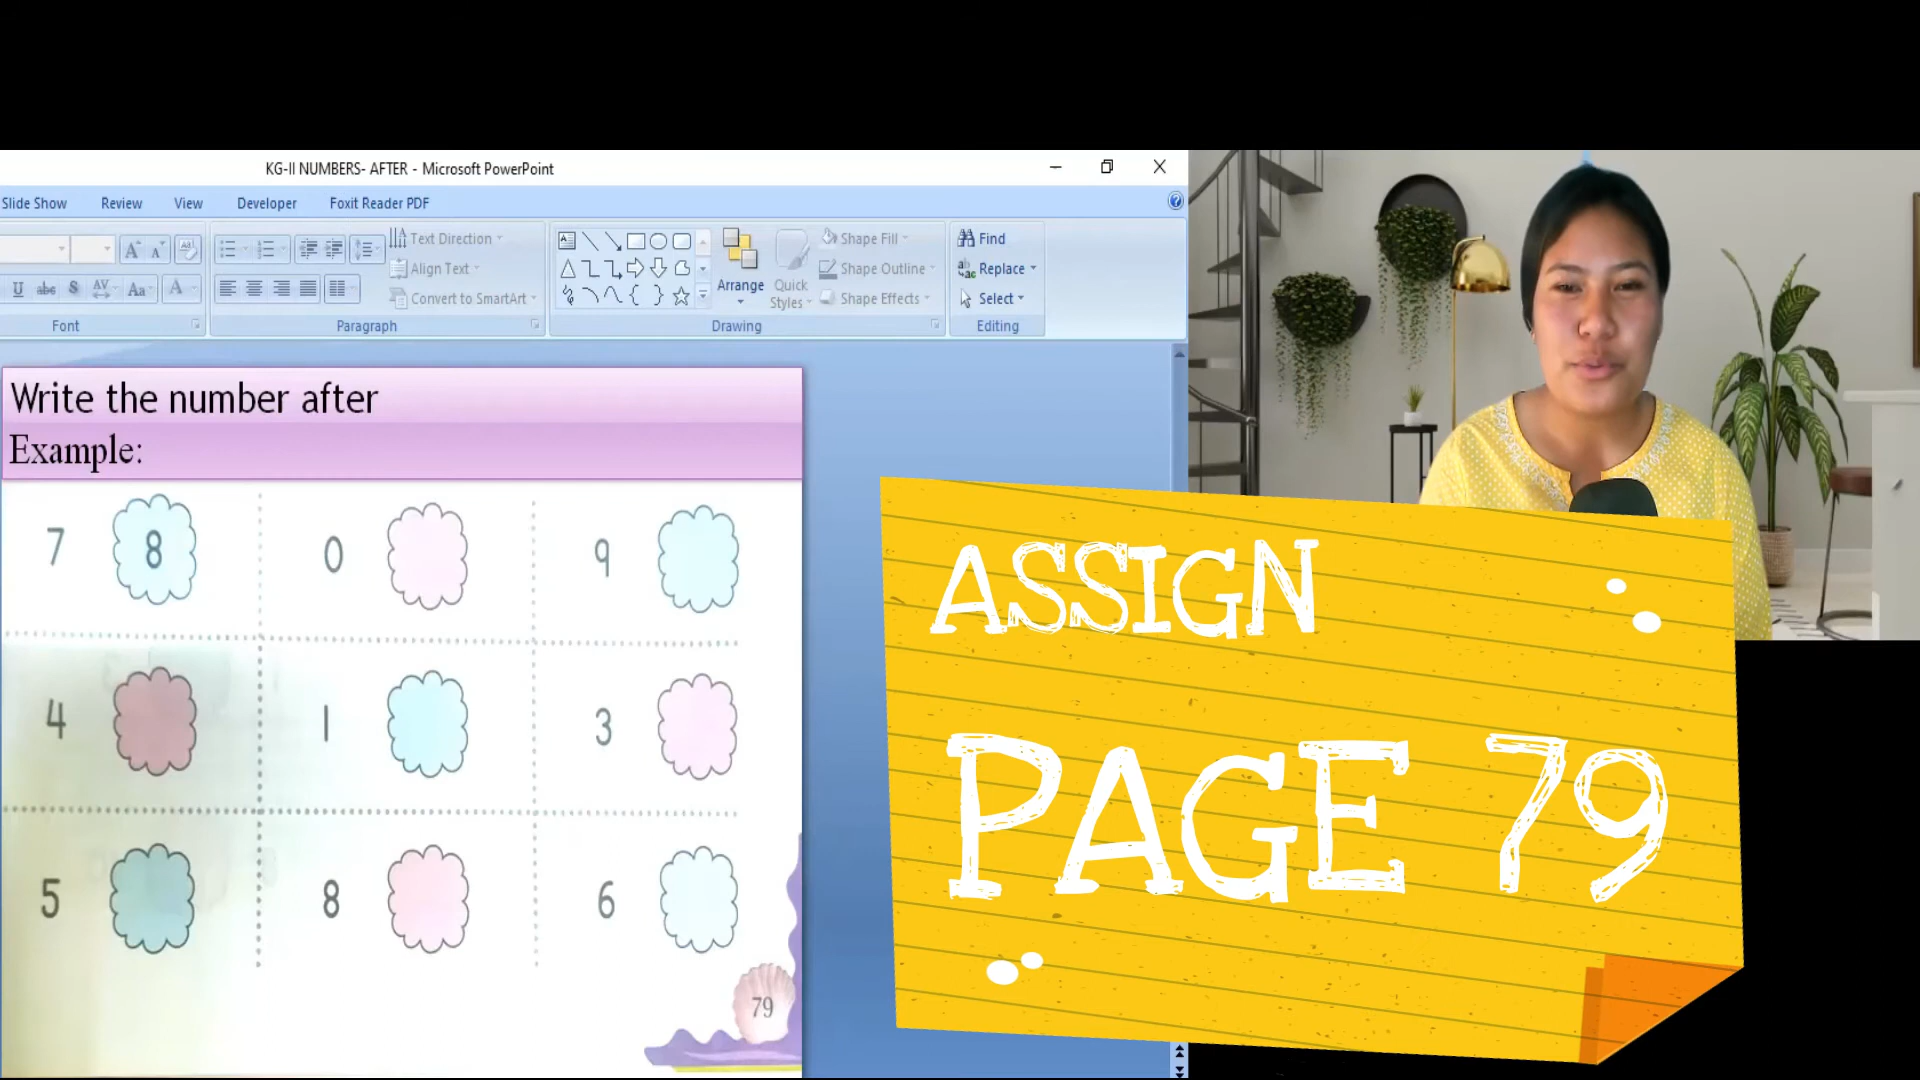 KG-II NUMBERS- AFTER - Microsoft PowerPoint
Slide Show Review View Developer Foxit Reader PDF
Text Direction
Align Text
Convert to SmartArt
Arrange
Quick Styles
Shape Fill
Shape Outline
Shape Effects
Find
Replace
Select
Font Paragraph Drawing Editing
Write the number after
Example:
7 8 0 9
4 1 3
5 8 6
79
ASSIGN
PAGE 79